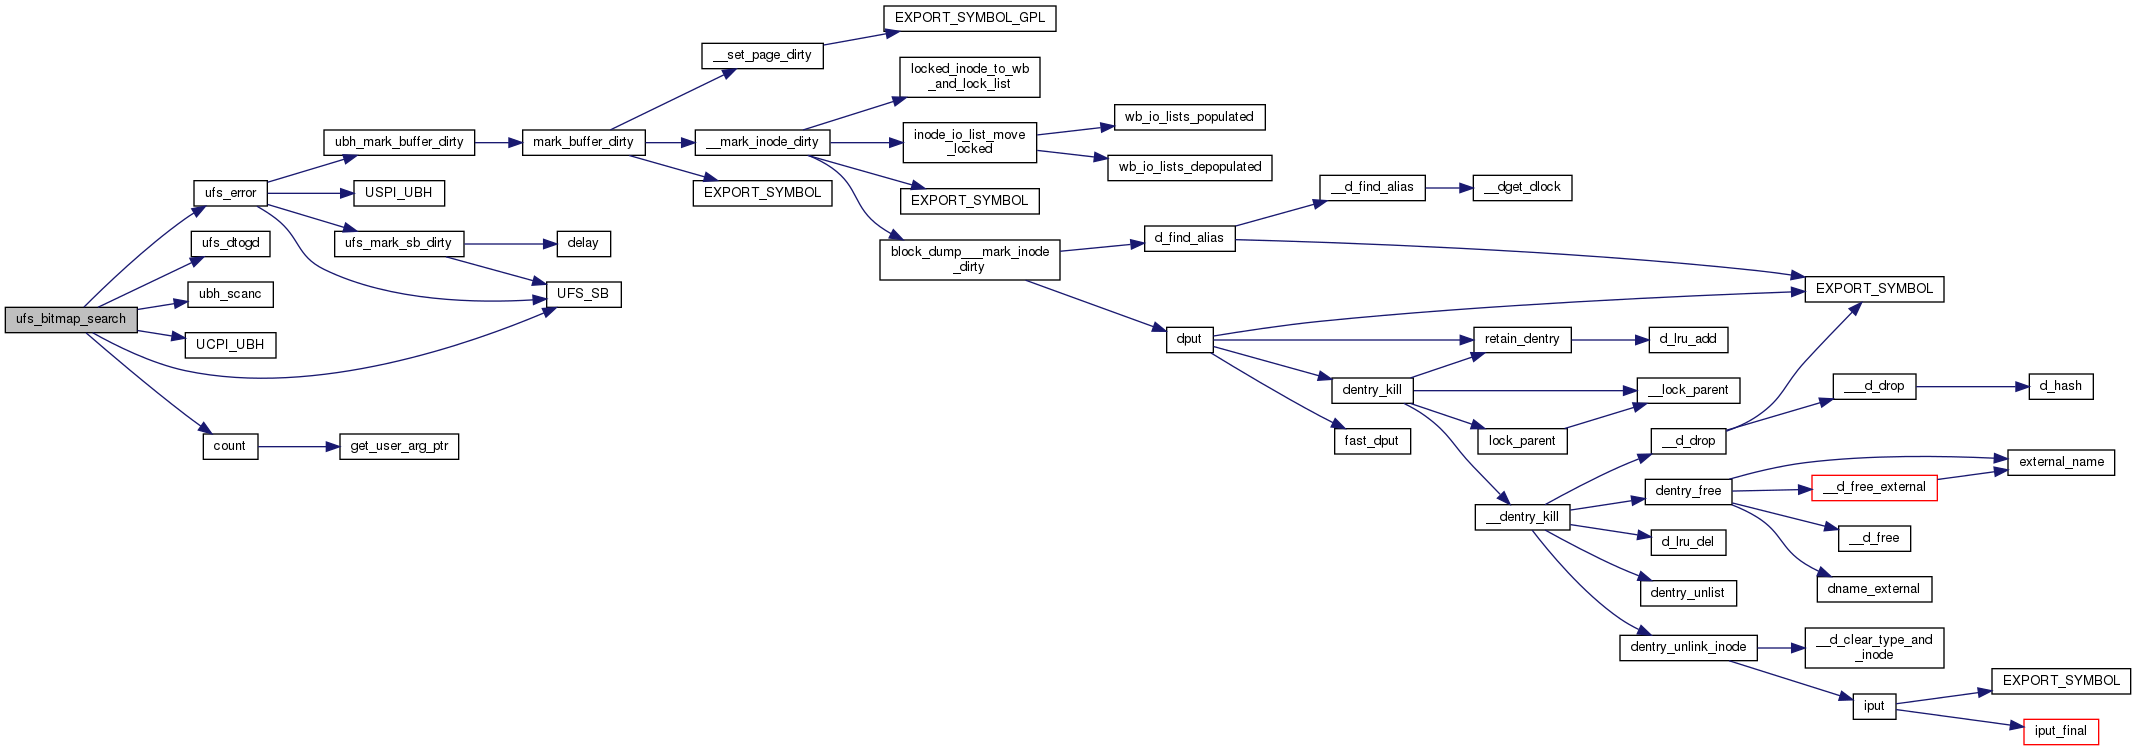 EXPORT_SYMBOL_GPL
__set_page_dirty
locked_inode_to_wb
_and_lock_list
wb_io_lists_populated
ubh_mark_buffer_dirty
mark_buffer_dirty
__mark_inode_dirty
inode_io_list_move
_locked
wb_io_lists_depopulated
ufs_error
USPI_UBH
EXPORT_SYMBOL
EXPORT_SYMBOL
__d_find_alias
__dget_dlock
ufs_dtogd
ufs_mark_sb_dirty
delay
block_dump___mark_inode
_dirty
d_find_alias
ubh_scanc
UFS_SB
EXPORT_SYMBOL
ufs_bitmap_search
UCPI_UBH
dput
retain_dentry
d_lru_add
dentry_kill
__lock_parent
___d_drop
d_hash
count
get_user_arg_ptr
fast_dput
lock_parent
__d_drop
external_name
dentry_free
__d_free_external
__dentry_kill
d_lru_del
__d_free
dentry_unlist
dname_external
dentry_unlink_inode
__d_clear_type_and
_inode
EXPORT_SYMBOL
iput
iput_final